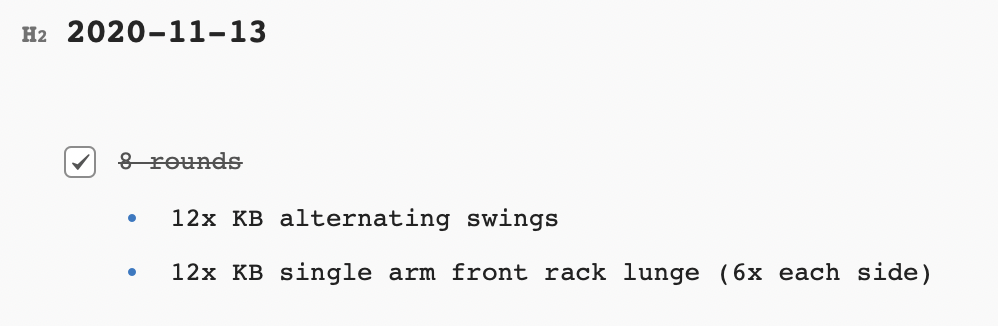 H2 2020-11-13
8 rounds
12x KB alternating swings
12x KB single arm front rack lunge (6x each side)